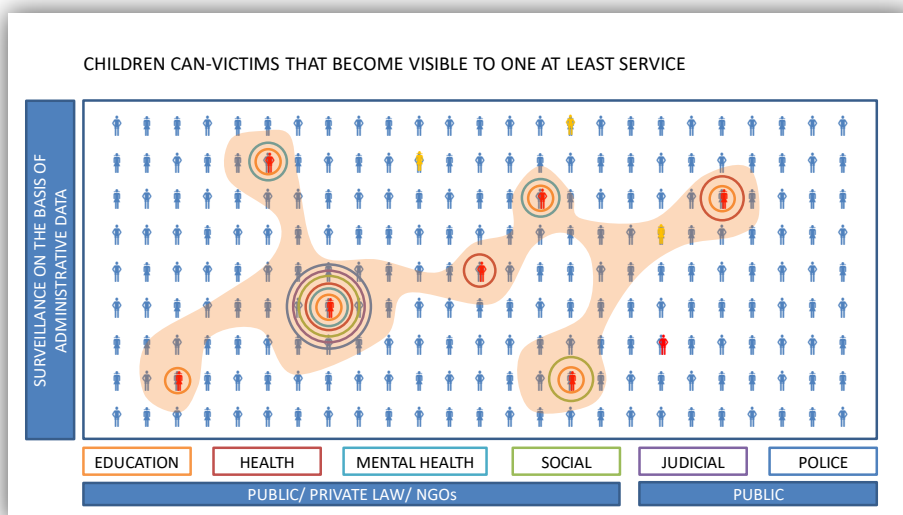 CHILDREN CAN-VICTIMS THAT BECOME VISIBLE TO ONE AT LEAST SERVICE
SURVEILLANCE ON THE BASIS OF
ADMINISTRATIVE DATA
EDUCATION
HEALTH
MENTAL HEALTH
SOCIAL
JUDICIAL
POLICE
PUBLIC/ PRIVATE LAW/ NGOs
PUBLIC